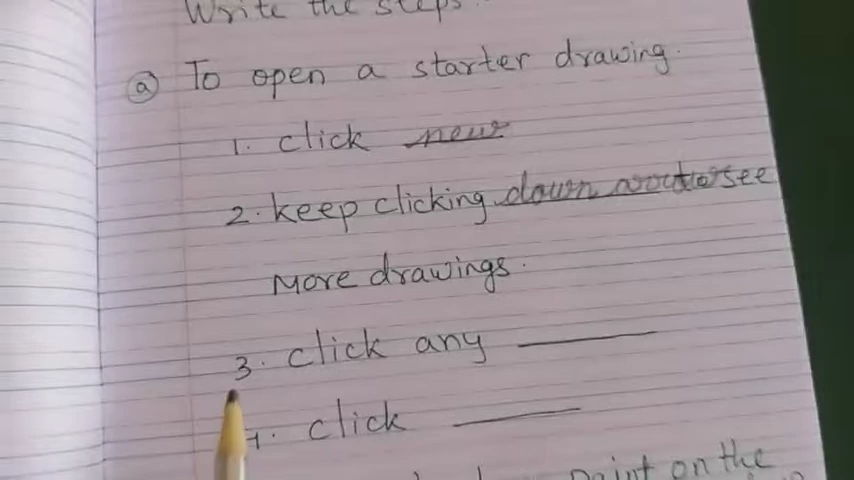 Write the steps.
a To open a starter drawing.
1. click new
2. keep clicking down to see
More drawings.
3. click any
4. click
paint on the